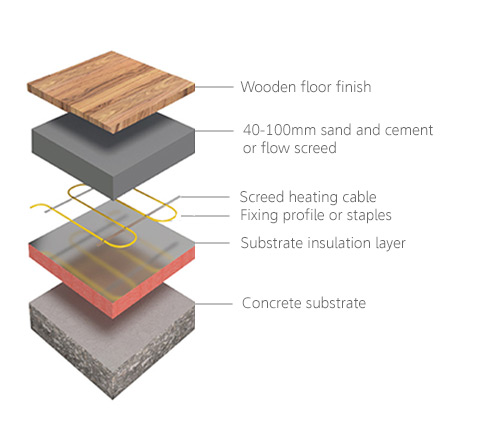 Wooden floor finish
40-100mm sand and cement
or flow screed
Screed heating cable
Fixing profile or staples
Substrate insulation layer
Concrete substrate